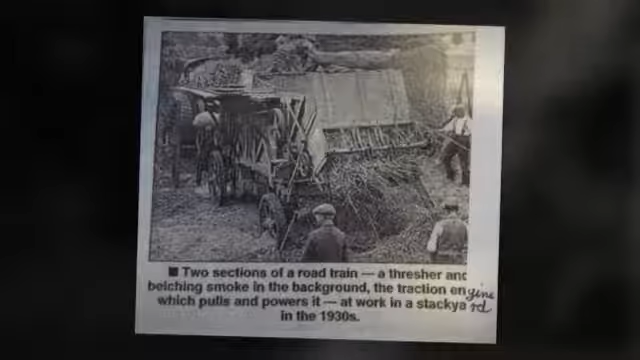 ■ Two sections of a road train — a thresher and
belching smoke in the background, the traction engine
which pulls and powers it — at work in a stackyard
in the 1930s.